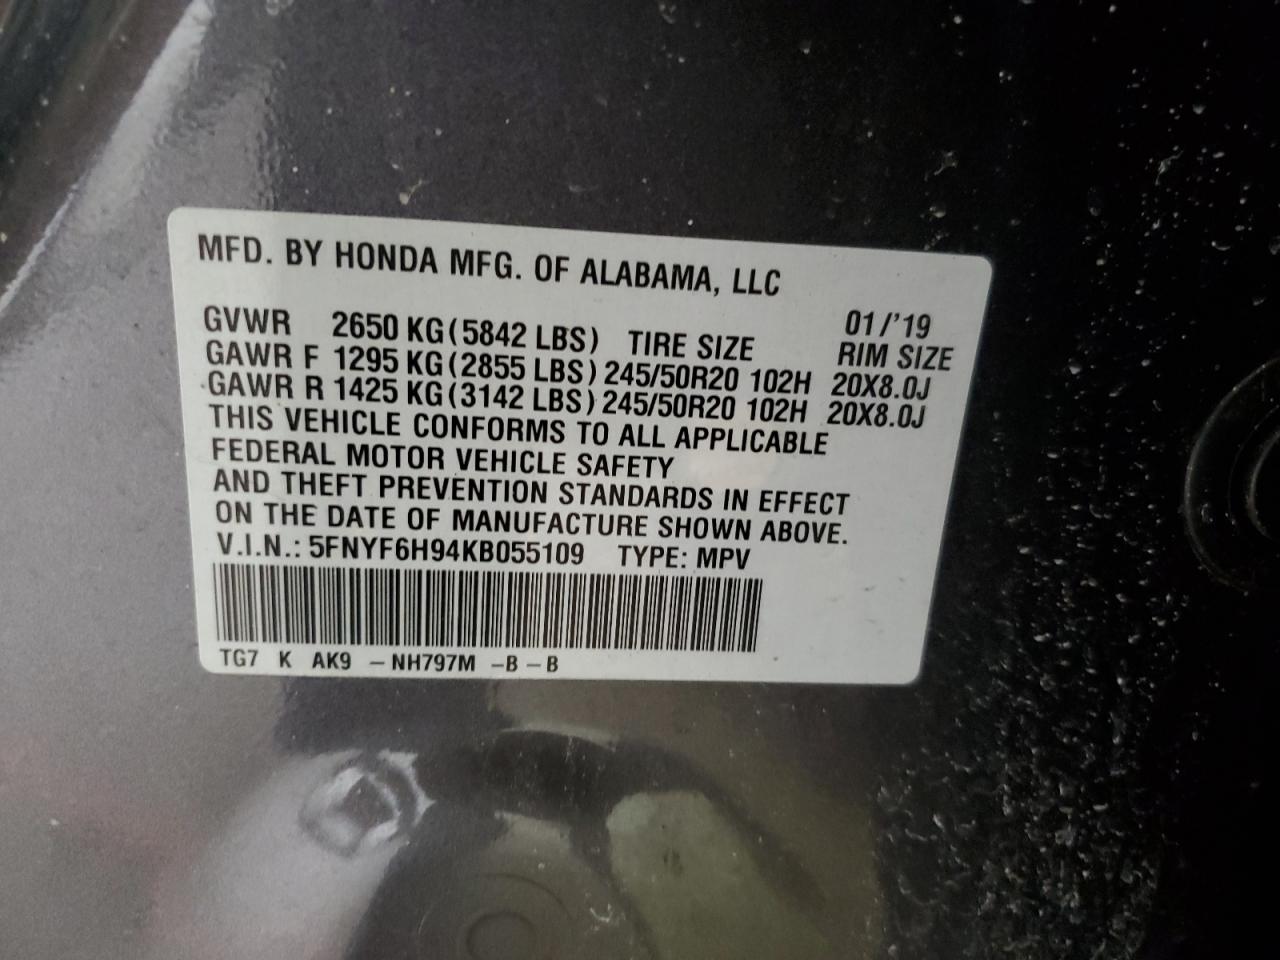 MFD. BY HONDA MFG. OF ALABAMA, LLC
01/'19
GVWR 2650 KG(5842 LBS) TIRE SIZE RIM SIZE
GAWR F 1295 KG(2855 LBS) 245/50R20 102H 20X8.0J
GAWR R 1425 KG(3142 LBS) 245/50R20 102H 20X8.0J
THIS VEHICLE CONFORMS TO ALL APPLICABLE
FEDERAL MOTOR VEHICLE SAFETY
AND THEFT PREVENTION STANDARDS IN EFFECT
ON THE DATE OF MANUFACTURE SHOWN ABOVE.
V.I.N.: 5FNYF6H94KB055109 TYPE: MPV
TG7 K AK9 –NH797M –B–B